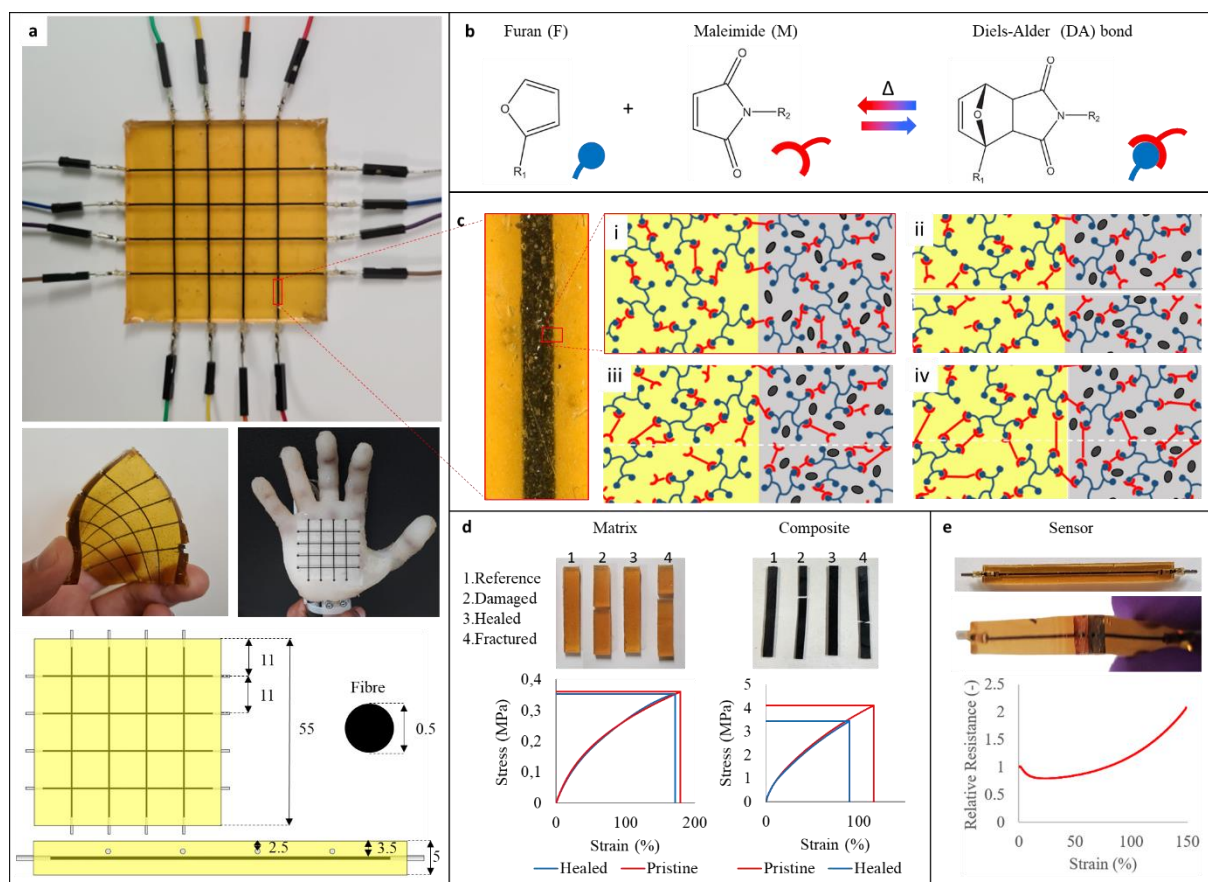 a
11
11
55
Fibre
0.5
2.5
3.5
5
b
Furan (F)
Maleimide (M)
Diels-Alder (DA) bond
O
R1
+
O
N
R2
O
Δ
O
O
N
R2
R1
O
c
i
ii
iii
iv
d
Matrix
Composite
1 2 3 4
1 2 3 4
1.Reference
2.Damaged
3.Healed
4.Fractured
Stress (MPa)
0,4
0,3
0,2
0,1
0
0 100 200
Strain (%)
Healed Pristine
Stress (MPa)
5
4
3
2
1
0
0 100
Strain (%)
Pristine Healed
e
Sensor
Relative Resistance (-)
2.5
2
1.5
1
0.5
0
0 50 100 150
Strain (%)